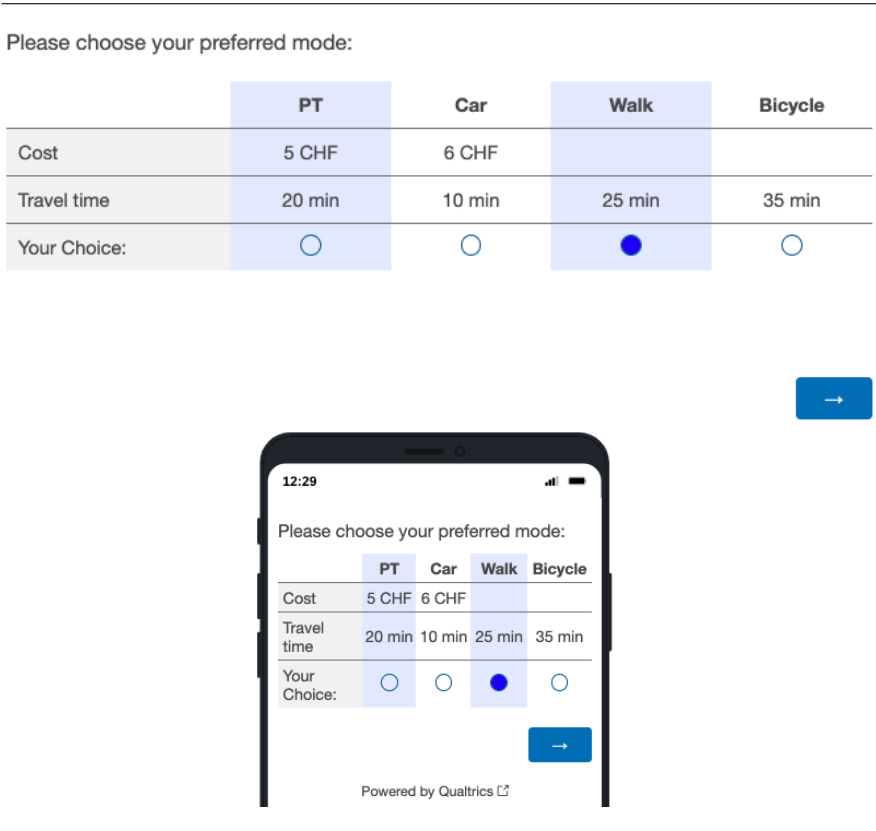 Please choose your preferred mode:
PT Car Walk Bicycle
Cost 5 CHF 6 CHF
Travel time 20 min 10 min 25 min 35 min
Your Choice:
→
12:29
Please choose your preferred mode:
PT Car Walk Bicycle
Cost 5 CHF 6 CHF
Travel
time 20 min 10 min 25 min 35 min
Your
Choice:
→
Powered by Qualtrics